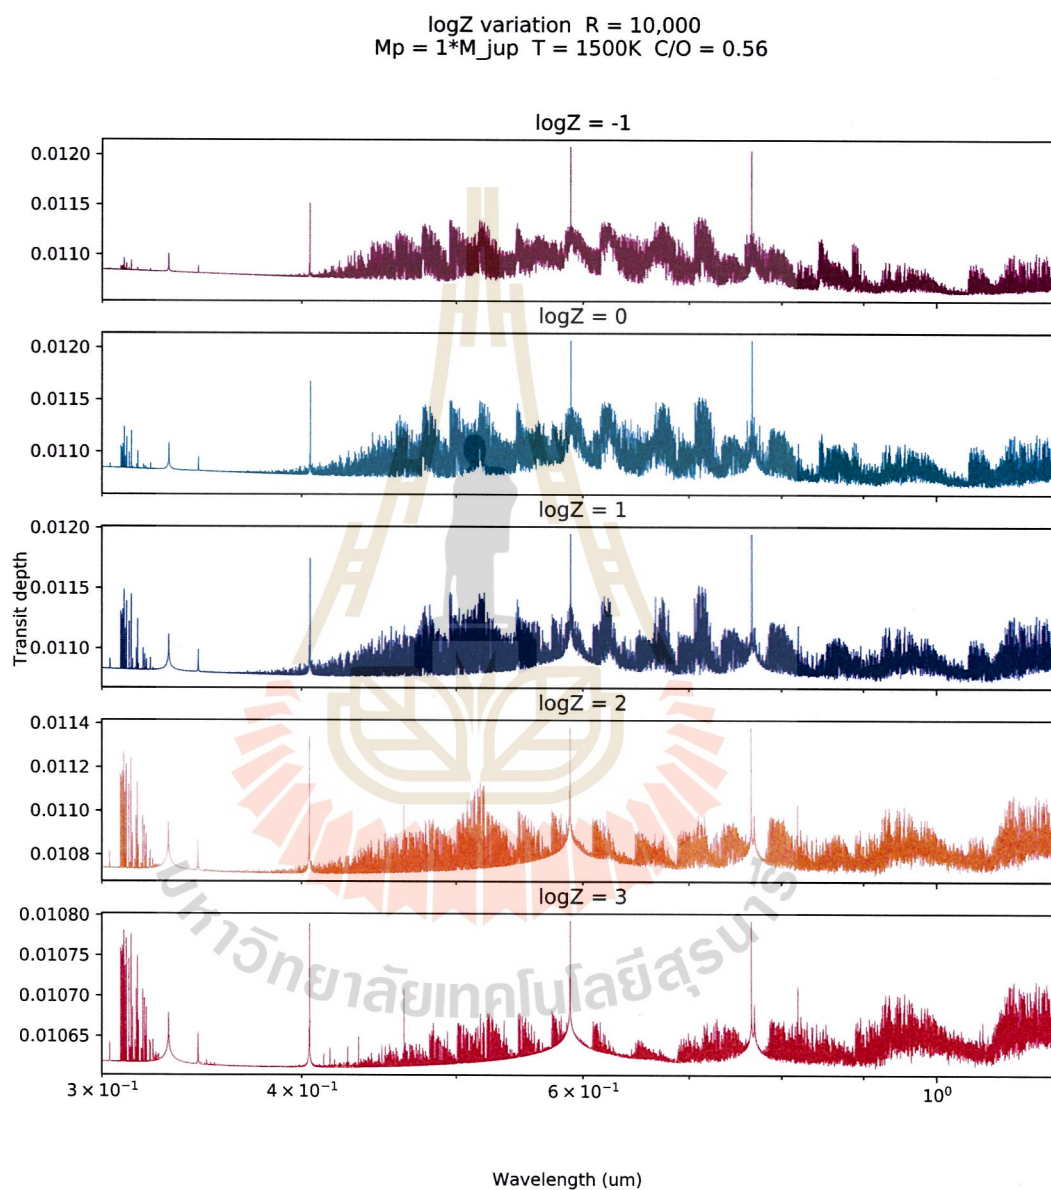 logZ variation R = 10,000
Mp = 1*M_jup T = 1500K C/O = 0.56
logZ = -1
0.0120
0.0115
0.0110
logZ = 0
0.0120
0.0115
0.0110
logZ = 1
0.0120
0.0115
0.0110
Transit depth
logZ = 2
0.0114
0.0112
0.0110
0.0108
logZ = 3
0.01080
0.01075
0.01070
0.01065
มหาวิทยาลัยเทคโนโลยีสุรนารี
3 × 10⁻¹
4 × 10⁻¹
6 × 10⁻¹
10⁰
Wavelength (um)